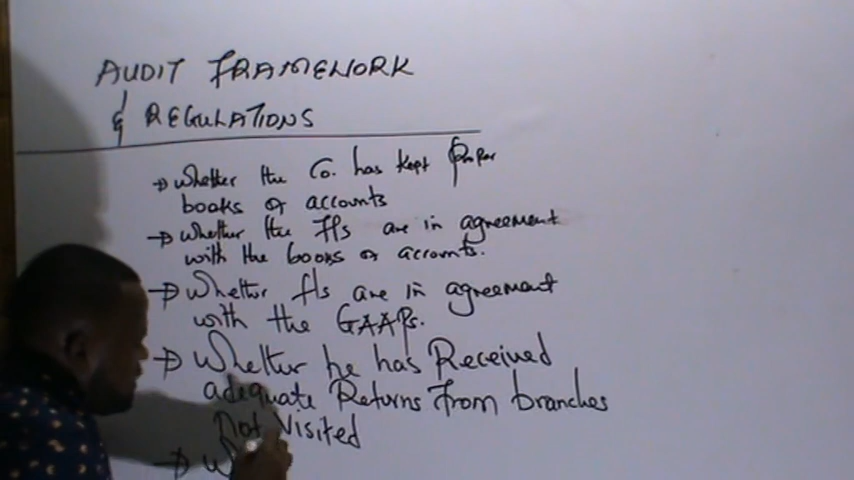 AUDIT FRAMEWORK
& REGULATIONS
→ Whether the Co. has kept proper
books of accounts
→ Whether the F/s are in agreement
with the books of accounts.
→ Whether f/s are in agreement
with the GAAPs.
→ Whether he has Received
adequate Returns from branches
not visited
→ W